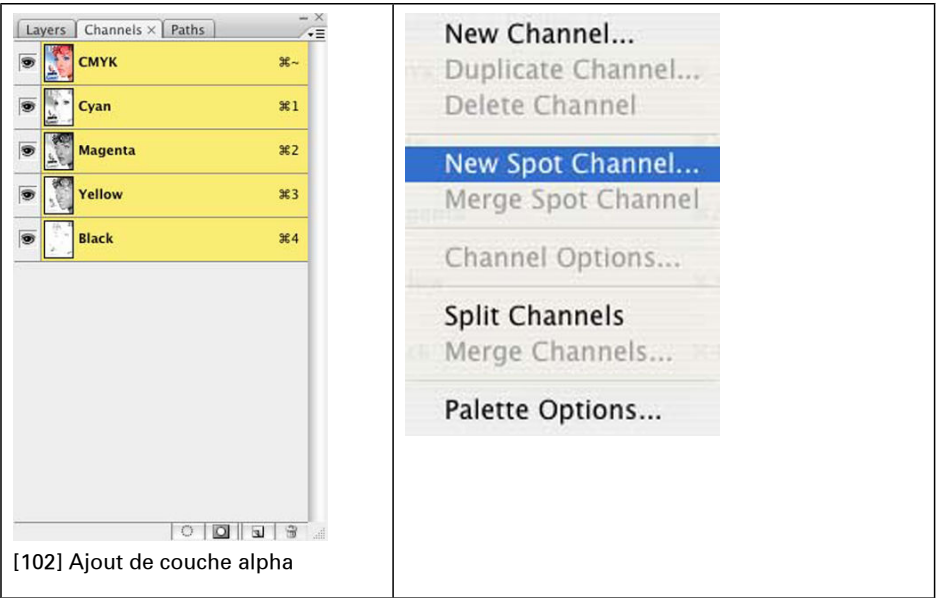 Layers Channels × Paths
CMYK ⌘~
Cyan ⌘1
Magenta ⌘2
Yellow ⌘3
Black ⌘4
[102] Ajout de couche alpha
New Channel...
Duplicate Channel...
Delete Channel
New Spot Channel...
Merge Spot Channel
Channel Options...
Split Channels
Merge Channels...
Palette Options...